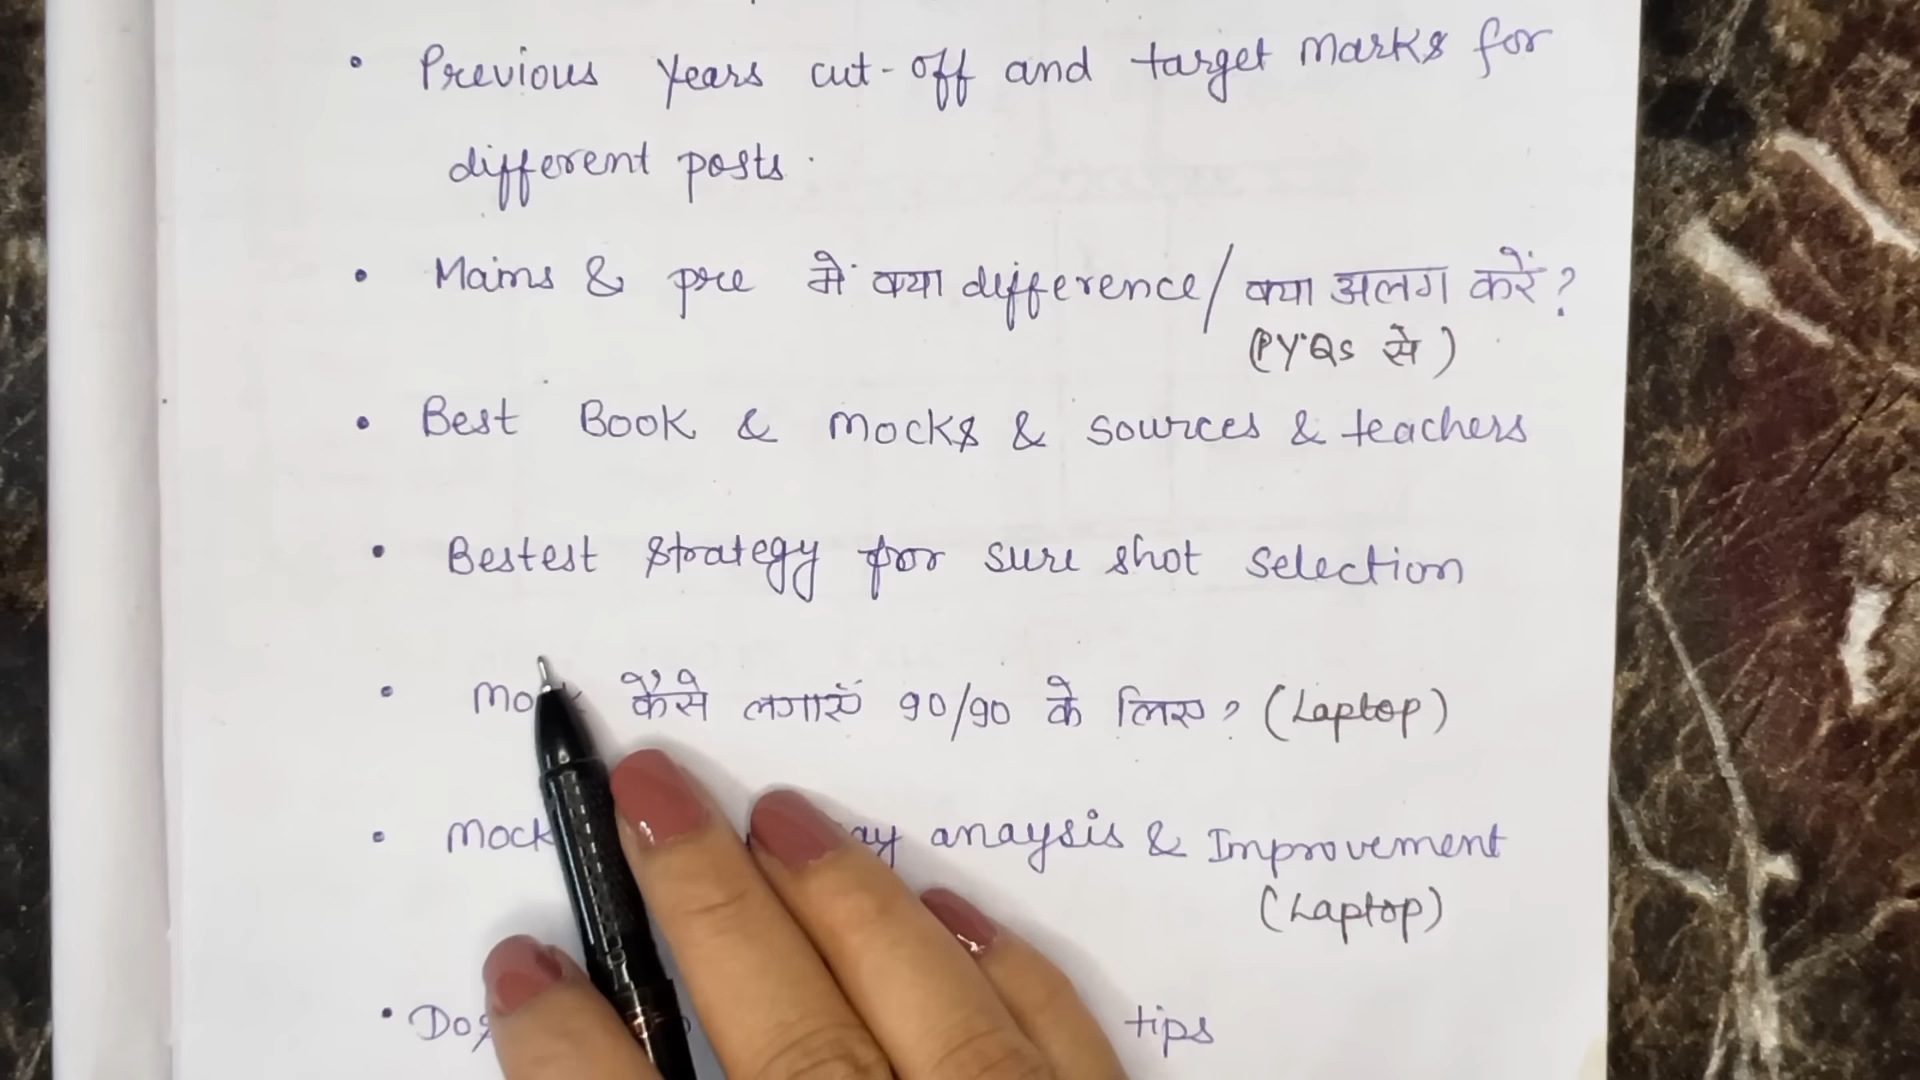 • Previous Years cut-off and target marks for
different posts.
• Mains & pre में क्या difference/ क्या अलग करें?
(PYQs से)
• Best Book & Mocks & sources & teachers
• Bestest strategy for sure shot selection
• कैसे लगाएँ 90/90 के लिए? (Laptop)
• Mock anaysis & Improvement
(Laptop)
• tips